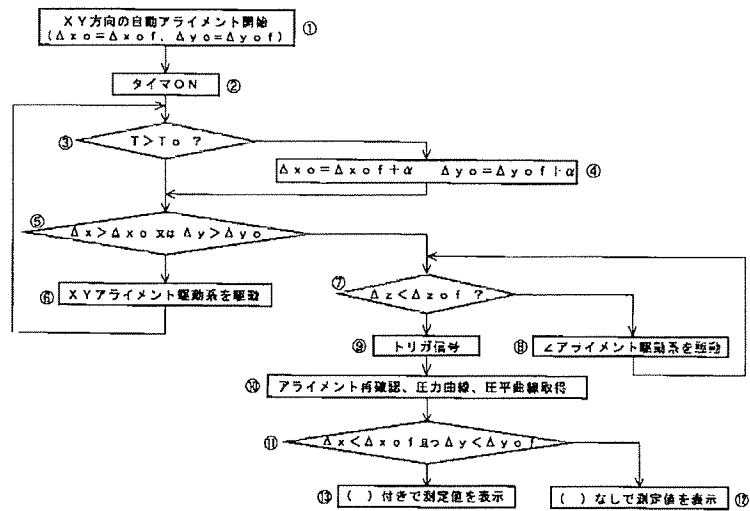 XY方向の自動アライメント開始 ①
(Δxo=Δxof、Δyo=Δyof)
タイマON ②
③ T>To ?
Δxo=Δxof+α Δyo=Δyof+α ④
⑤ Δx>Δxo 又は Δy>Δyo
⑥ XYアライメント駆動系を駆動
⑦ Δz<Δzof ?
⑨ トリガ信号
⑧ Zアライメント駆動系を駆動
⑩ アライメント再確認、圧力曲線、圧平曲線取得
⑪ Δx<Δxof 且つ Δy<Δyof
⑬ ( )付きで測定値を表示
( )なしで測定値を表示 ⑫